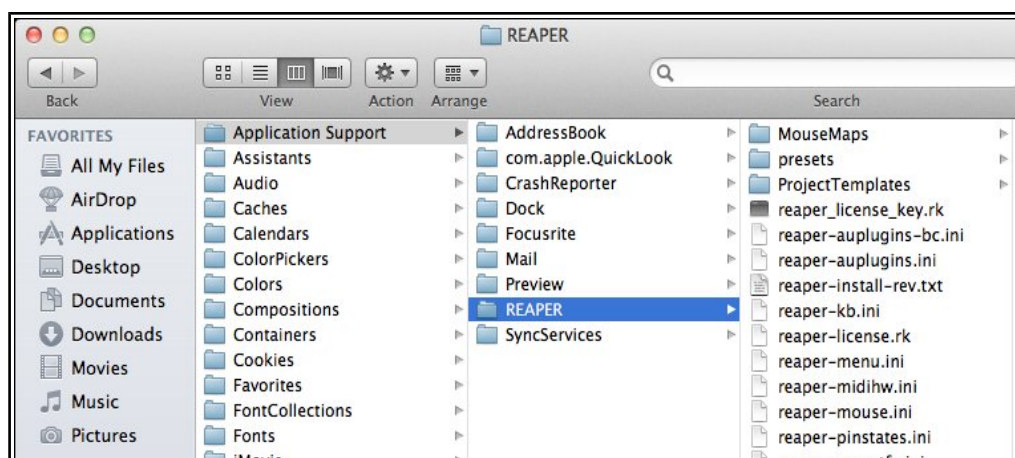 REAPER
Back
View
Action
Arrange
Search
FAVORITES
All My Files
AirDrop
Applications
Desktop
Documents
Downloads
Movies
Music
Pictures
Application Support
Assistants
Audio
Caches
Calendars
ColorPickers
Colors
Compositions
Containers
Cookies
Favorites
FontCollections
Fonts
AddressBook
com.apple.QuickLook
CrashReporter
Dock
Focusrite
Mail
Preview
REAPER
SyncServices
MouseMaps
presets
ProjectTemplates
reaper_license_key.rk
reaper-auplugins-bc.ini
reaper-auplugins.ini
reaper-install-rev.txt
reaper-kb.ini
reaper-license.rk
reaper-menu.ini
reaper-midihw.ini
reaper-mouse.ini
reaper-pinstates.ini